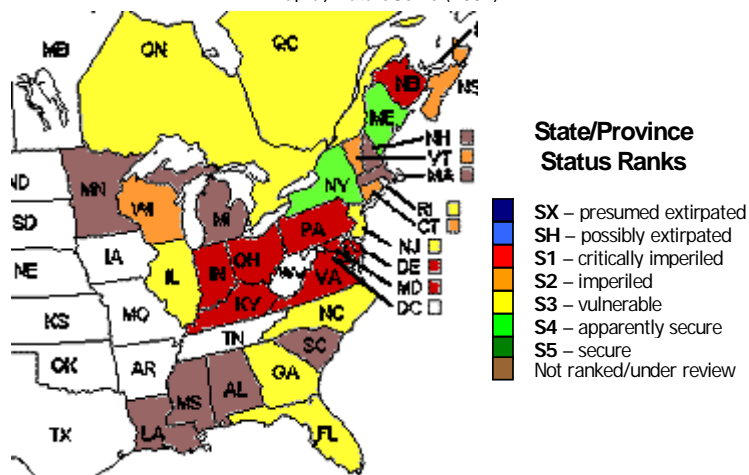 ON
QC
MB
NB
NS
ME
NH
VT
MA
ND
MN
NY
SD
WI
MI
RI
CT
IA
PA
NJ
NE
IL
IN
OH
DE
MD
DC
VA
KY
KS
MO
NC
TN
OK
AR
SC
MS
AL
GA
TX
LA
FL
State/Province
Status Ranks
SX – presumed extirpated
SH – possibly extirpated
S1 – critically imperiled
S2 – imperiled
S3 – vulnerable
S4 – apparently secure
S5 – secure
Not ranked/under review